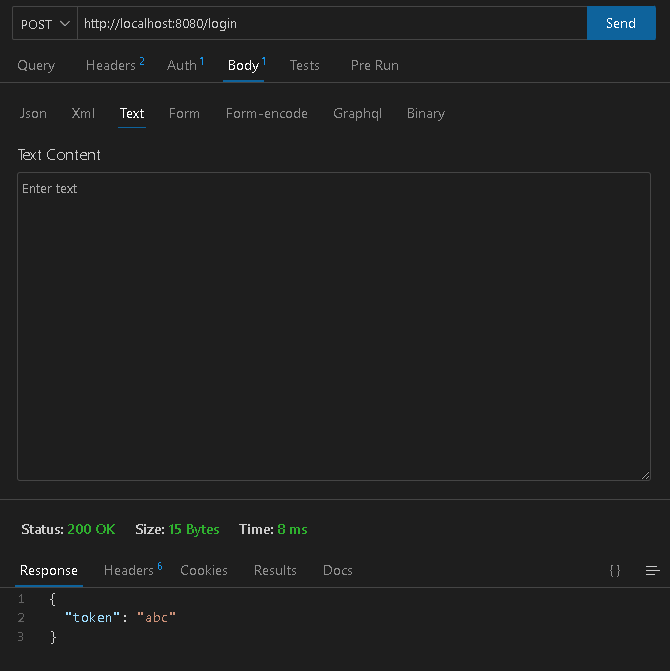 POST http://localhost:8080/login Send
Query Headers 2 Auth 1 Body 1 Tests Pre Run
Json Xml Text Form Form-encode Graphql Binary
Text Content
Enter text
Status: 200 OK Size: 15 Bytes Time: 8 ms
Response Headers 6 Cookies Results Docs {}
1 {
2 "token": "abc"
3 }